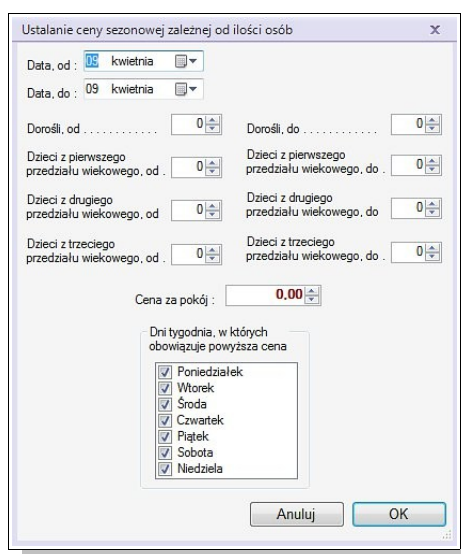 Ustalanie ceny sezonowej zależnej od ilości osób
Data, od : 09 kwietnia
Data, do : 09 kwietnia
Dorośli, od . . . . . . . . . . . . 0
Dorośli, do . . . . . . . . . . . . 0
Dzieci z pierwszego
przedziału wiekowego, od . 0
Dzieci z pierwszego
przedziału wiekowego, do . 0
Dzieci z drugiego
przedziału wiekowego, od 0
Dzieci z drugiego
przedziału wiekowego, do 0
Dzieci z trzeciego
przedziału wiekowego, od . 0
Dzieci z trzeciego
przedziału wiekowego, do . 0
Cena za pokój : 0,00
Dni tygodnia, w których
obowiązuje powyższa cena
Poniedziałek
Wtorek
Środa
Czwartek
Piątek
Sobota
Niedziela
Anuluj OK